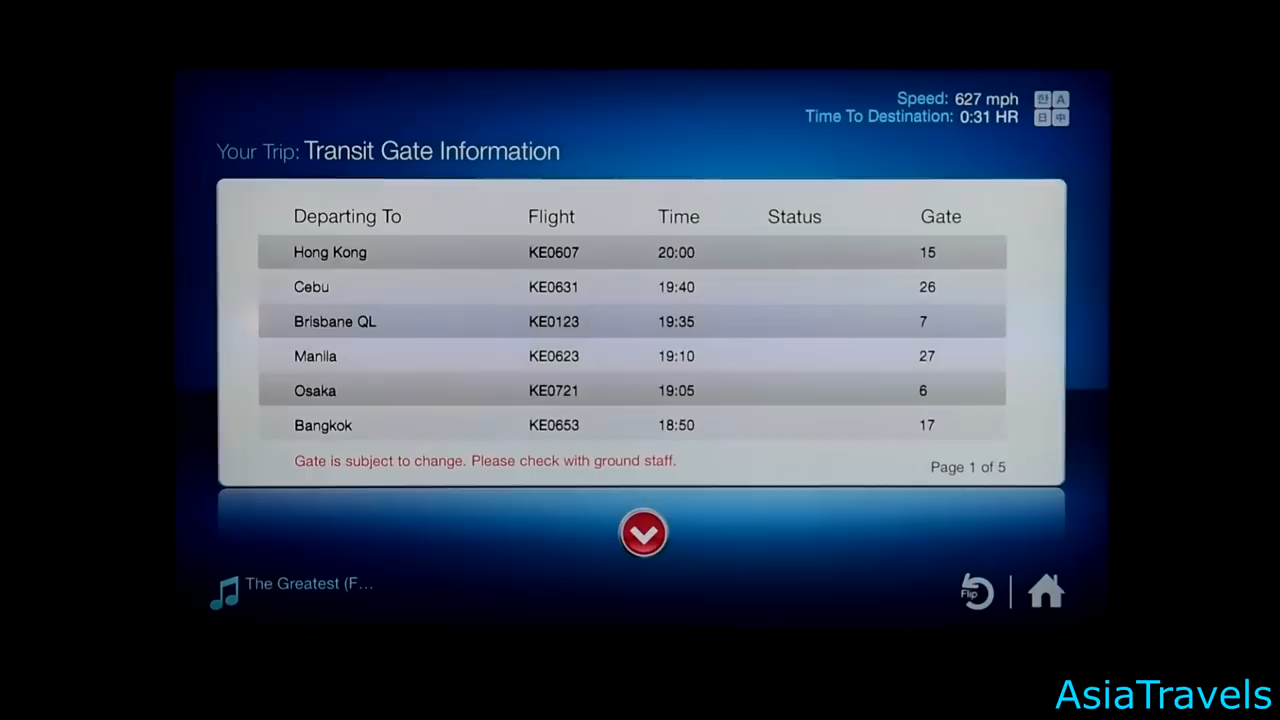 Speed: 627 mph
Time To Destination: 0:31 HR
한 A
日 中
Your Trip: Transit Gate Information
Departing To Flight Time Status Gate
Hong Kong KE0607 20:00 15
Cebu KE0631 19:40 26
Brisbane QL KE0123 19:35 7
Manila KE0623 19:10 27
Osaka KE0721 19:05 6
Bangkok KE0653 18:50 17
Gate is subject to change. Please check with ground staff.
Page 1 of 5
The Greatest (F...
Flip
AsiaTravels